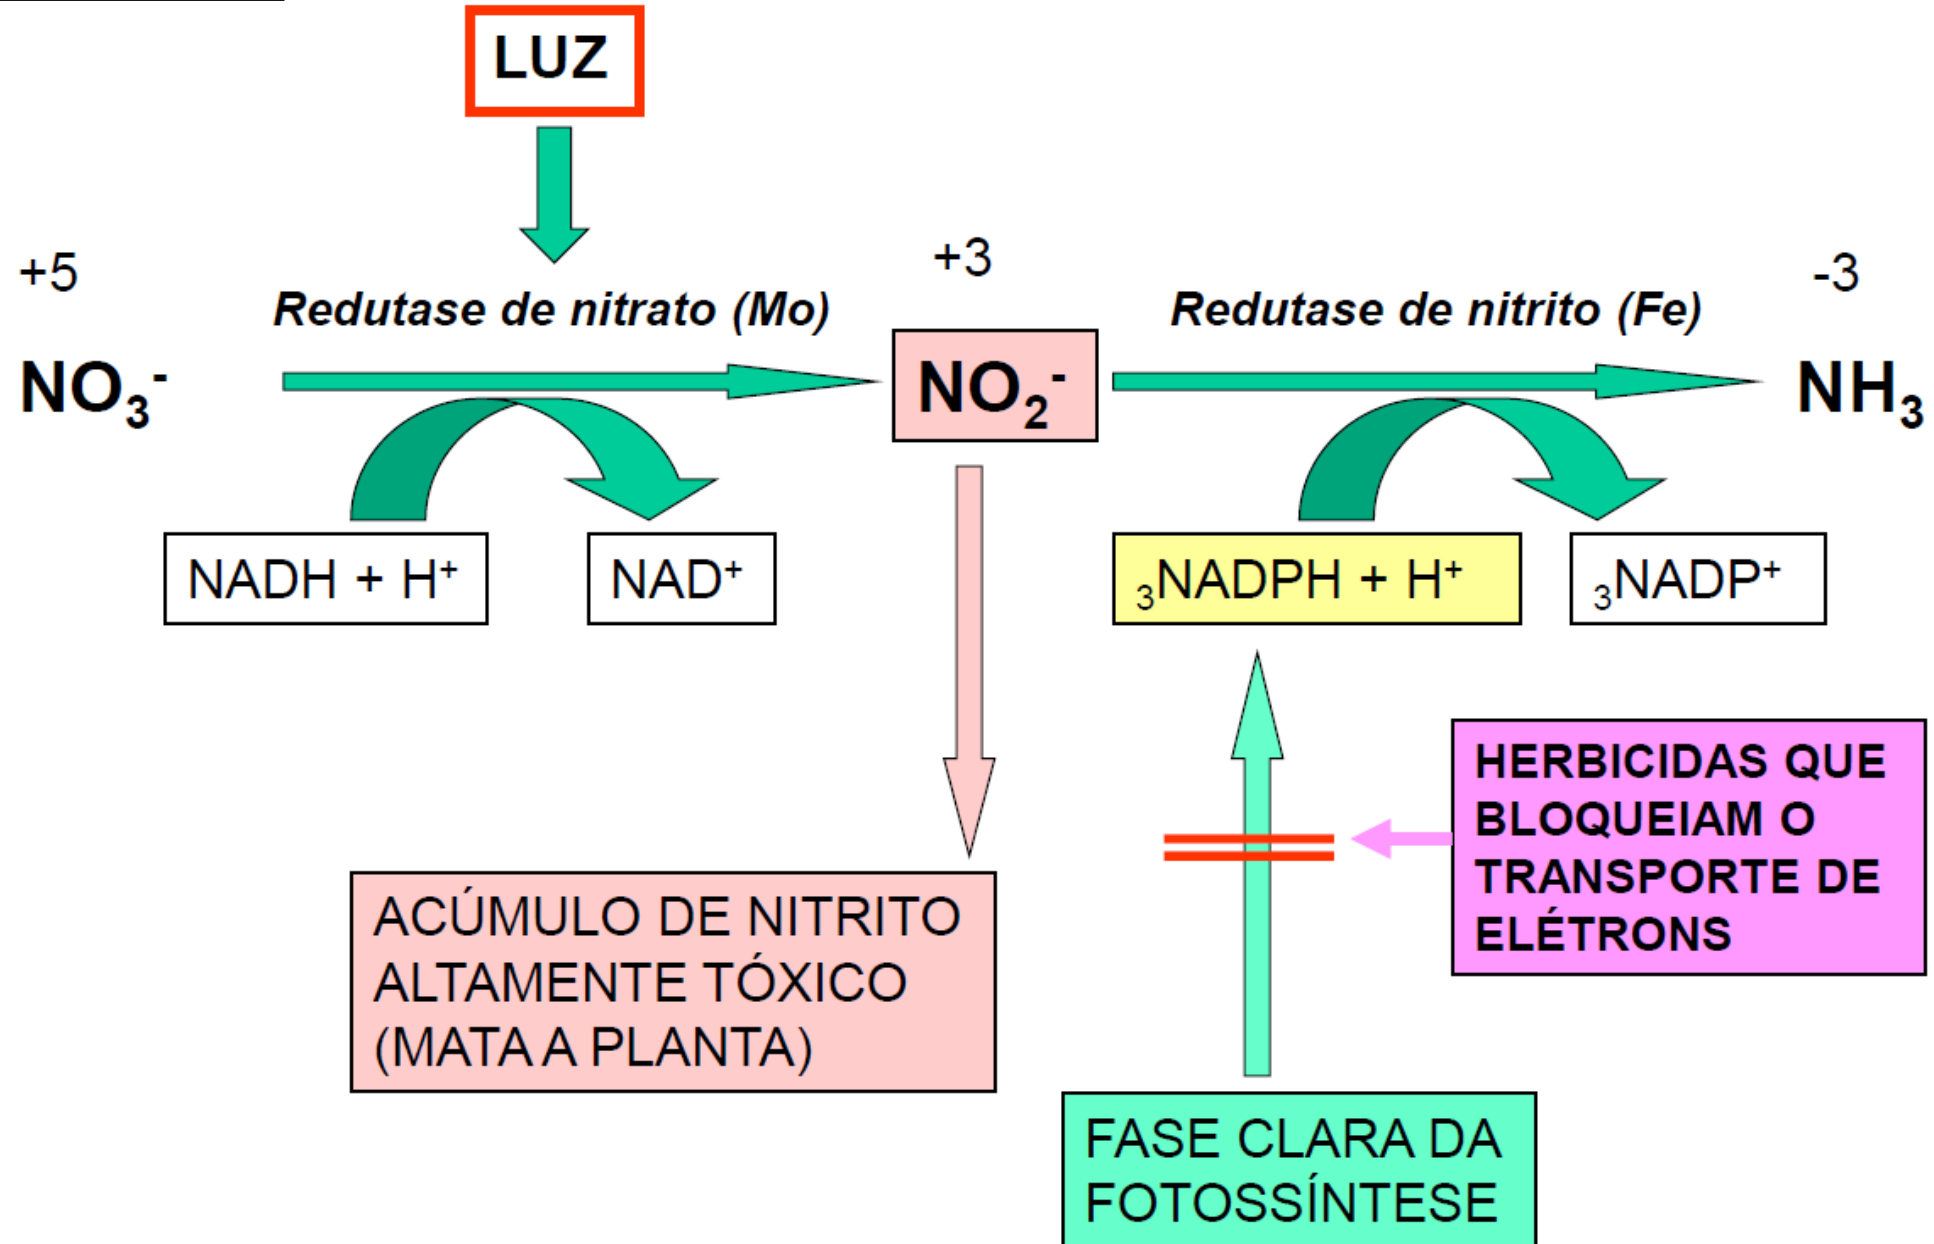 LUZ
+5
+3
-3
Redutase de nitrato (Mo)
Redutase de nitrito (Fe)
NO₃⁻
NO₂⁻
NH₃
NADH + H⁺
NAD⁺
₃NADPH + H⁺
₃NADP⁺
HERBICIDAS QUE
BLOQUEIAM O
TRANSPORTE DE
ELÉTRONS
ACÚMULO DE NITRITO
ALTAMENTE TÓXICO
(MATA A PLANTA)
FASE CLARA DA
FOTOSSÍNTESE